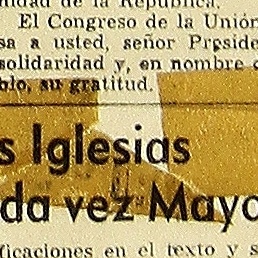 nidad de la República.
El Congreso de la Unión
sa a usted, señor Preside
solidaridad y, en nombre d
blo, su gratitud.
s Iglesias
da vez Mayo
ficaciones en el texto y s